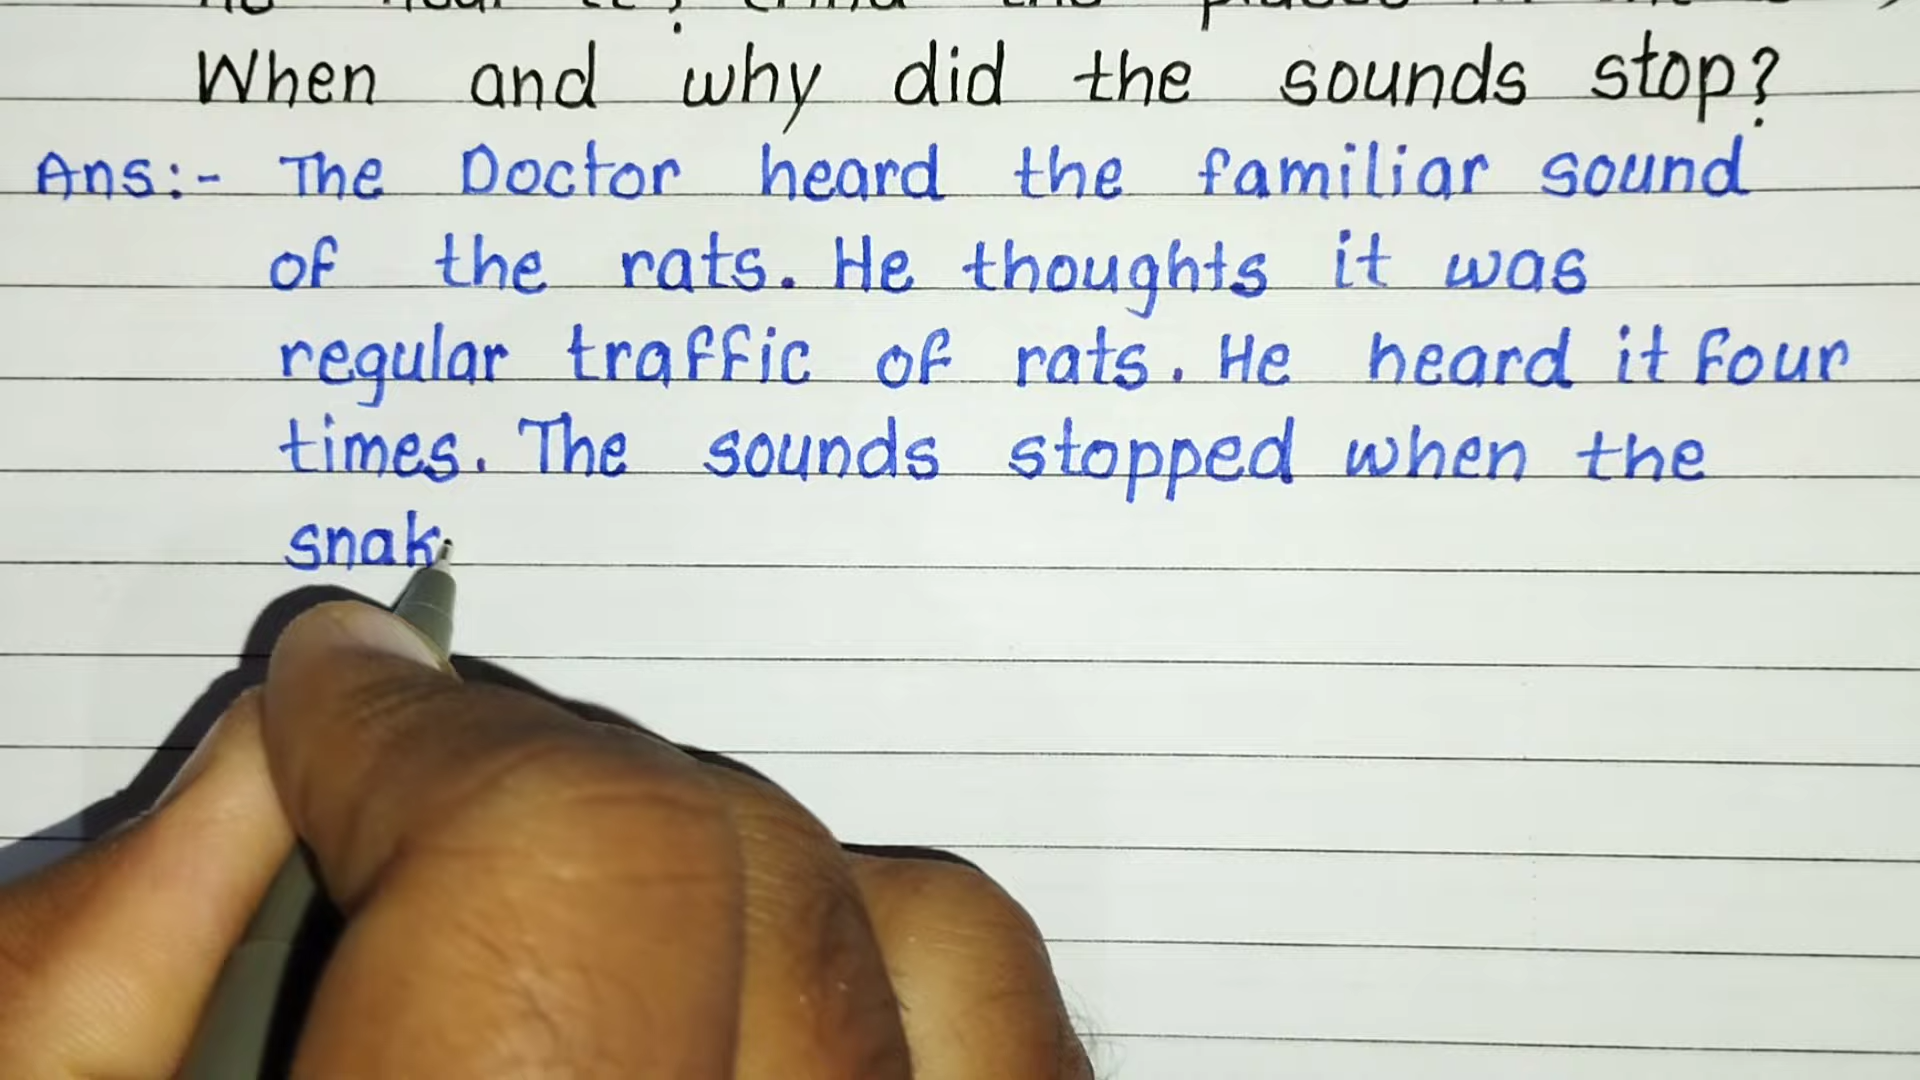 When and why did the sounds stop?
Ans:- The Doctor heard the familiar sound
of the rats. He thoughts it was
regular traffic of rats. He heard it four
times. The sounds stopped when the
snak